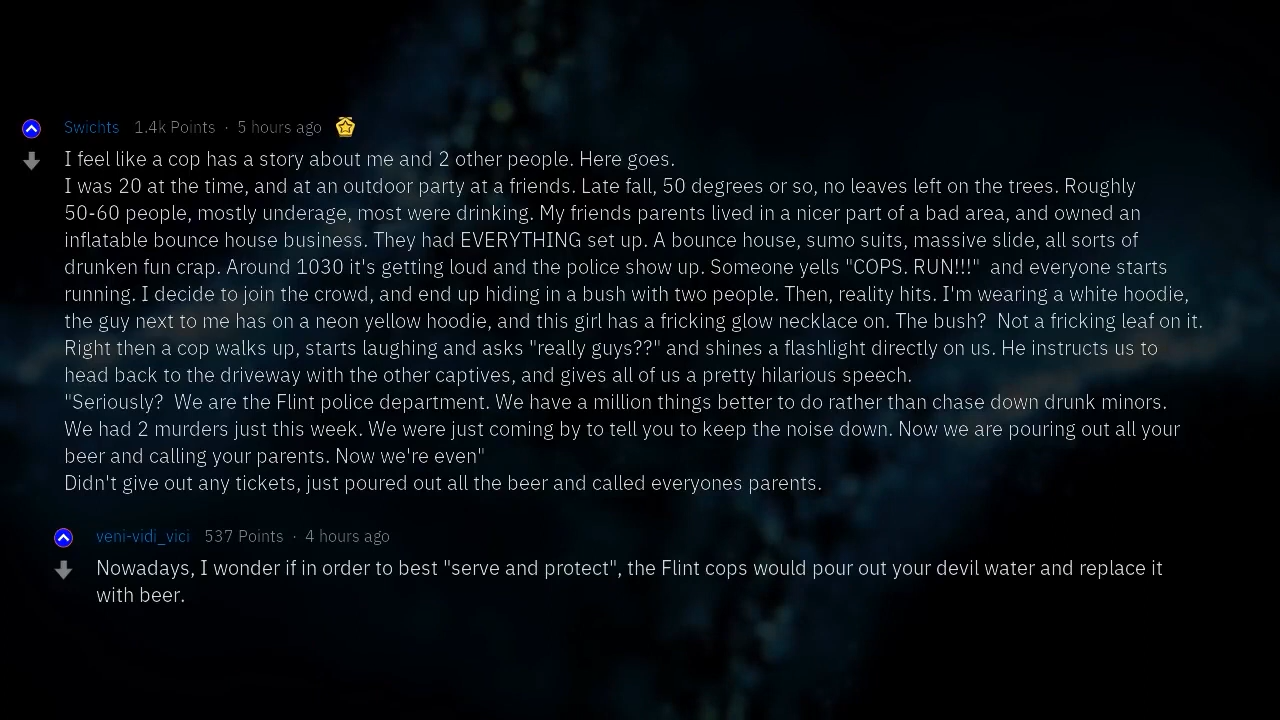 Swichts 1.4k Points · 5 hours ago
I feel like a cop has a story about me and 2 other people. Here goes.
I was 20 at the time, and at an outdoor party at a friends. Late fall, 50 degrees or so, no leaves left on the trees. Roughly
50-60 people, mostly underage, most were drinking. My friends parents lived in a nicer part of a bad area, and owned an
inflatable bounce house business. They had EVERYTHING set up. A bounce house, sumo suits, massive slide, all sorts of
drunken fun crap. Around 1030 it's getting loud and the police show up. Someone yells "COPS. RUN!!!"  and everyone starts
running. I decide to join the crowd, and end up hiding in a bush with two people. Then, reality hits. I'm wearing a white hoodie,
the guy next to me has on a neon yellow hoodie, and this girl has a fricking glow necklace on. The bush?  Not a fricking leaf on it.
Right then a cop walks up, starts laughing and asks "really guys??" and shines a flashlight directly on us. He instructs us to
head back to the driveway with the other captives, and gives all of us a pretty hilarious speech.
"Seriously?  We are the Flint police department. We have a million things better to do rather than chase down drunk minors.
We had 2 murders just this week. We were just coming by to tell you to keep the noise down. Now we are pouring out all your
beer and calling your parents. Now we're even"
Didn't give out any tickets, just poured out all the beer and called everyones parents.
veni-vidi_vici 537 Points · 4 hours ago
Nowadays, I wonder if in order to best "serve and protect", the Flint cops would pour out your devil water and replace it
with beer.